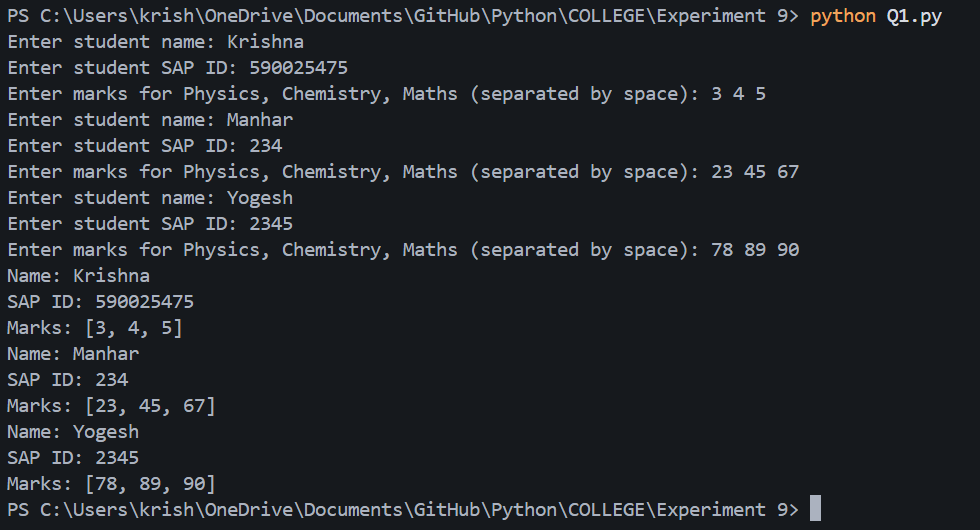 PS C:\Users\krish\OneDrive\Documents\GitHub\Python\COLLEGE\Experiment 9> python Q1.py
Enter student name: Krishna
Enter student SAP ID: 590025475
Enter marks for Physics, Chemistry, Maths (separated by space): 3 4 5
Enter student name: Manhar
Enter student SAP ID: 234
Enter marks for Physics, Chemistry, Maths (separated by space): 23 45 67
Enter student name: Yogesh
Enter student SAP ID: 2345
Enter marks for Physics, Chemistry, Maths (separated by space): 78 89 90
Name: Krishna
SAP ID: 590025475
Marks: [3, 4, 5]
Name: Manhar
SAP ID: 234
Marks: [23, 45, 67]
Name: Yogesh
SAP ID: 2345
Marks: [78, 89, 90]
PS C:\Users\krish\OneDrive\Documents\GitHub\Python\COLLEGE\Experiment 9>